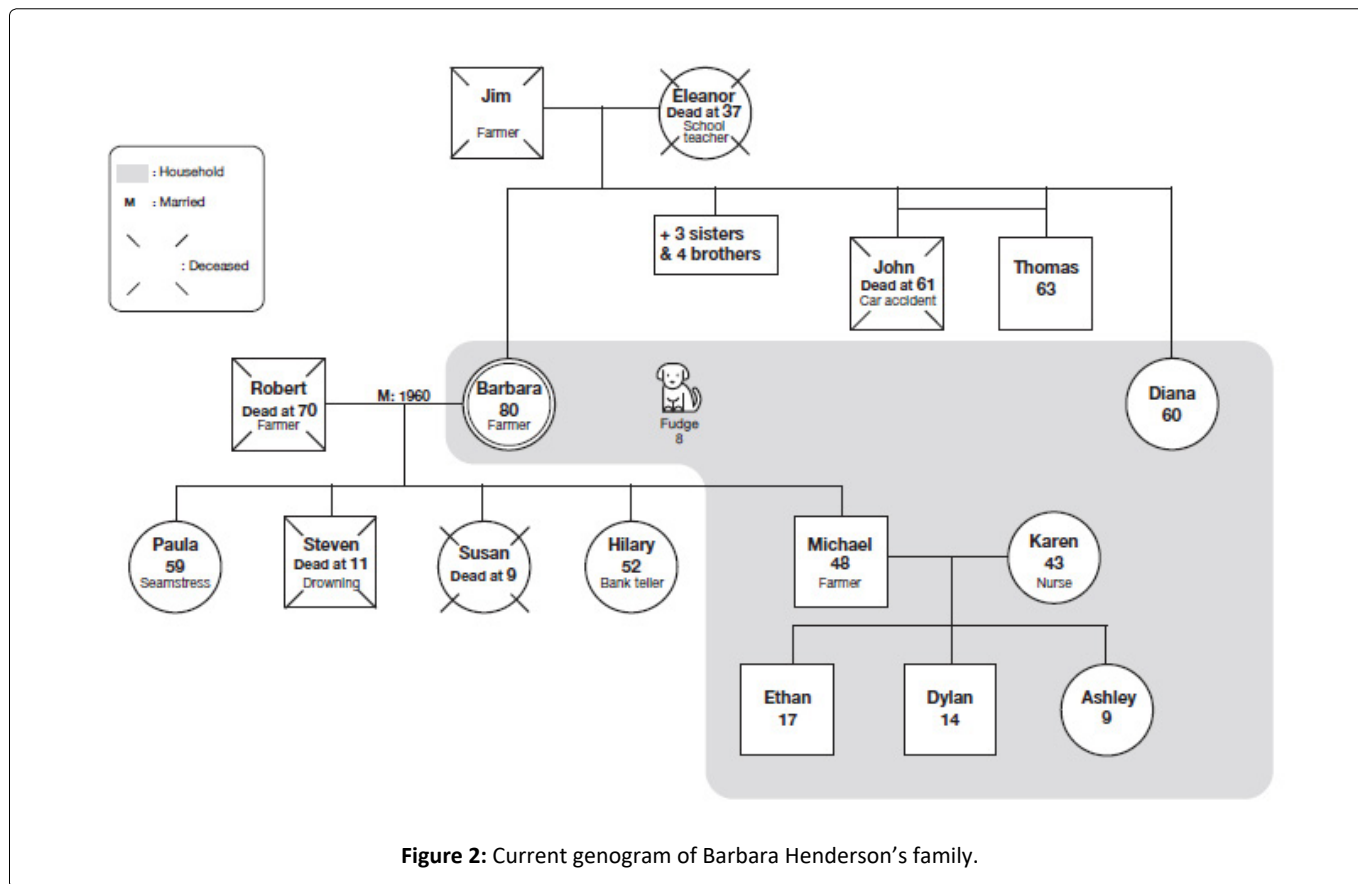 Jim
Farmer
Eleanor
Dead at 37
School
teacher
: Household
M : Married
: Deceased
+ 3 sisters
& 4 brothers
John
Dead at 61
Car accident
Thomas
63
Robert
Dead at 70
Farmer
M: 1960
Barbara
80
Farmer
Fudge
8
Diana
60
Paula
59
Seamstress
Steven
Dead at 11
Drowning
Susan
Dead at 9
Hilary
52
Bank teller
Michael
48
Farmer
Karen
43
Nurse
Ethan
17
Dylan
14
Ashley
9
Figure 2: Current genogram of Barbara Henderson’s family.